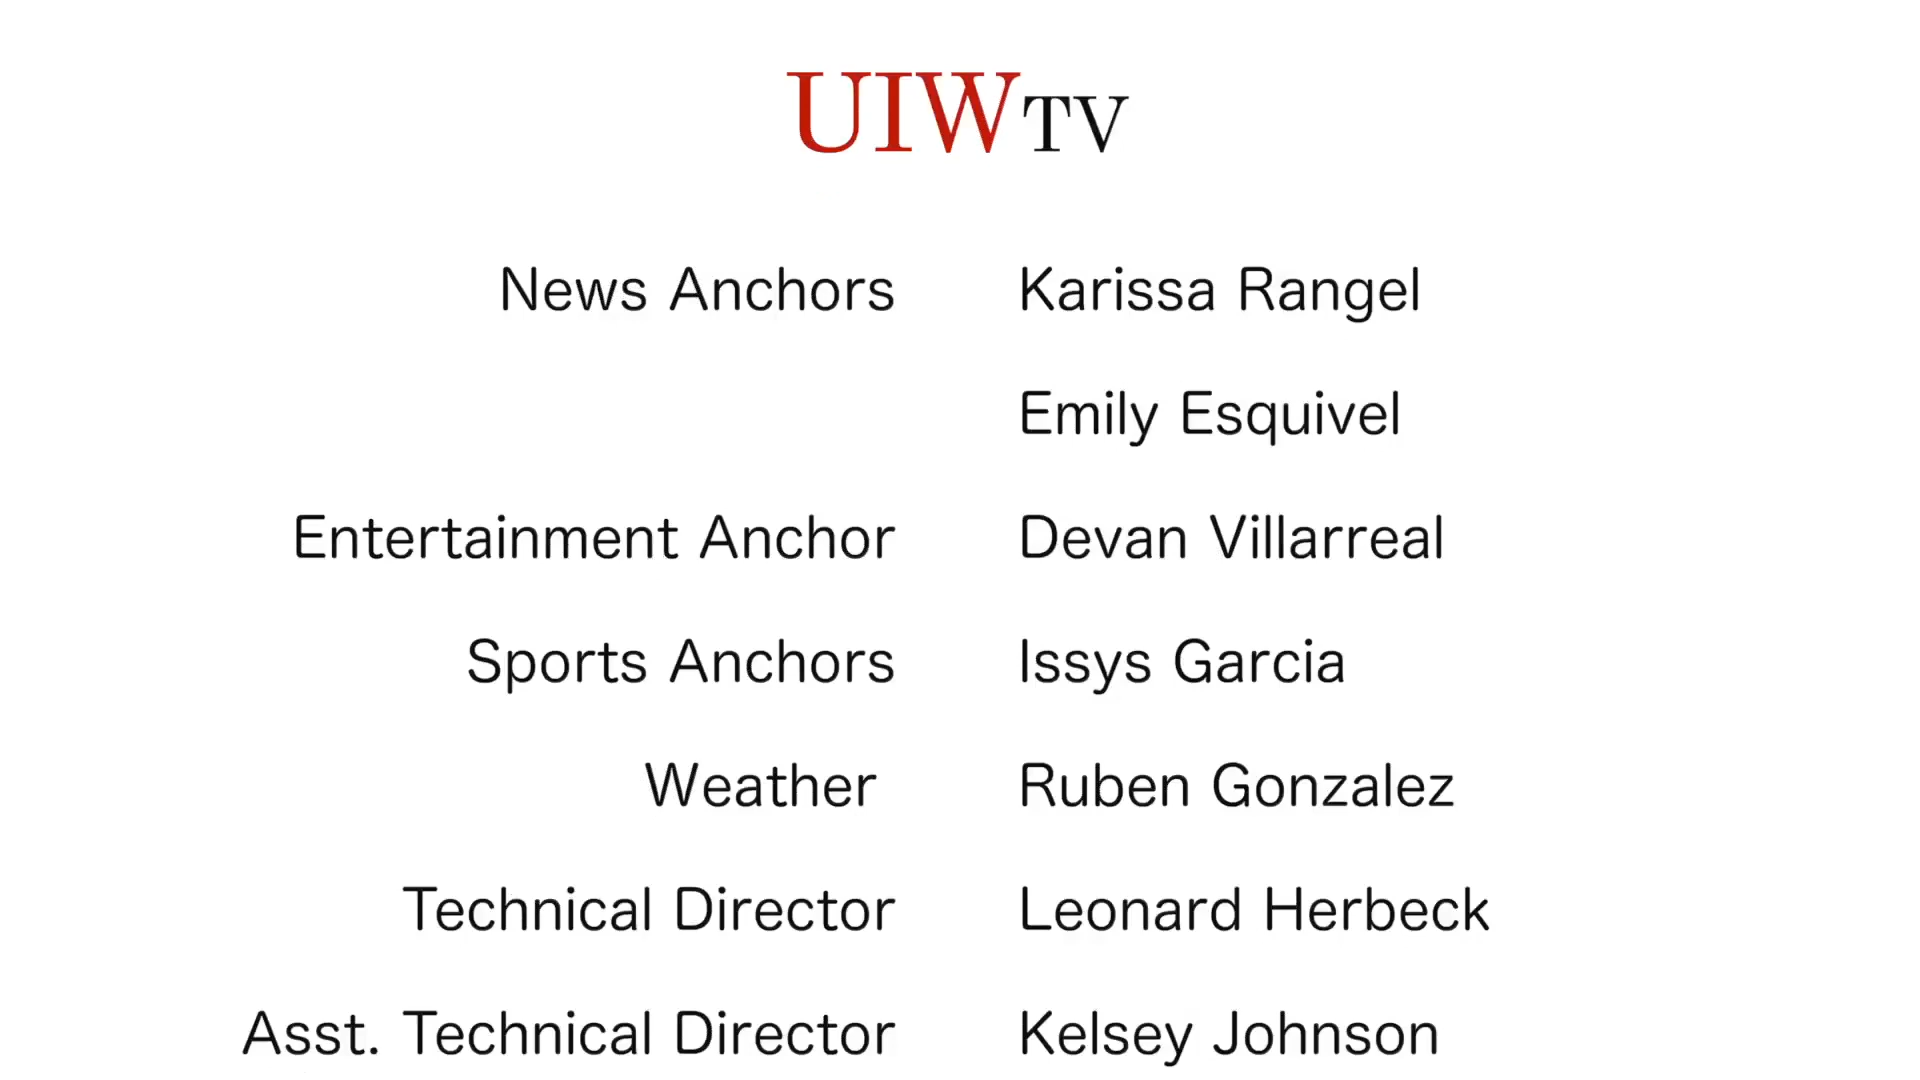 UIWTV
News Anchors Karissa Rangel
Emily Esquivel
Entertainment Anchor Devan Villarreal
Sports Anchors Issys Garcia
Weather Ruben Gonzalez
Technical Director Leonard Herbeck
Asst. Technical Director Kelsey Johnson